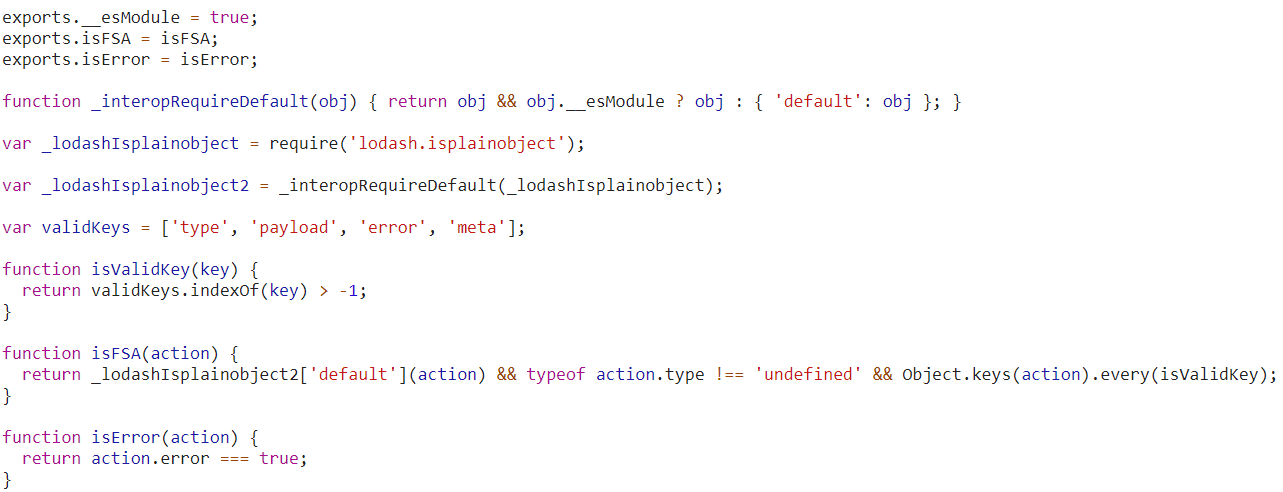 exports.__esModule = true;
exports.isFSA = isFSA;
exports.isError = isError;

function _interopRequireDefault(obj) { return obj && obj.__esModule ? obj : { 'default': obj }; }

var _lodashIsplainobject = require('lodash.isplainobject');

var _lodashIsplainobject2 = _interopRequireDefault(_lodashIsplainobject);

var validKeys = ['type', 'payload', 'error', 'meta'];

function isValidKey(key) {
  return validKeys.indexOf(key) > -1;
}

function isFSA(action) {
  return _lodashIsplainobject2['default'](action) && typeof action.type !== 'undefined' && Object.keys(action).every(isValidKey);
}

function isError(action) {
  return action.error === true;
}